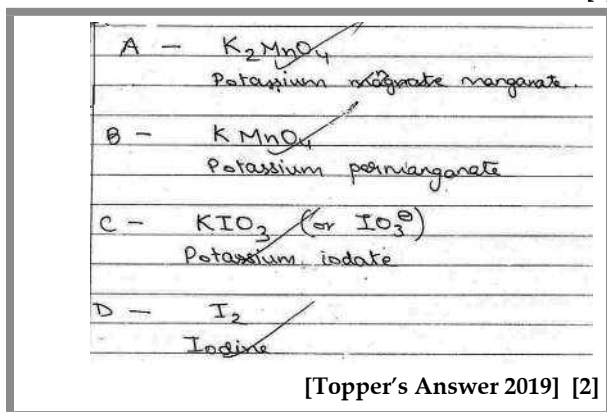 A – K₂MnO₄
Potassium manganate.
B – KMnO₄
Potassium permanganate
C – KIO₃ (or IO₃⊖)
Potassium iodate
D – I₂
Iodine
[Topper's Answer 2019] [2]